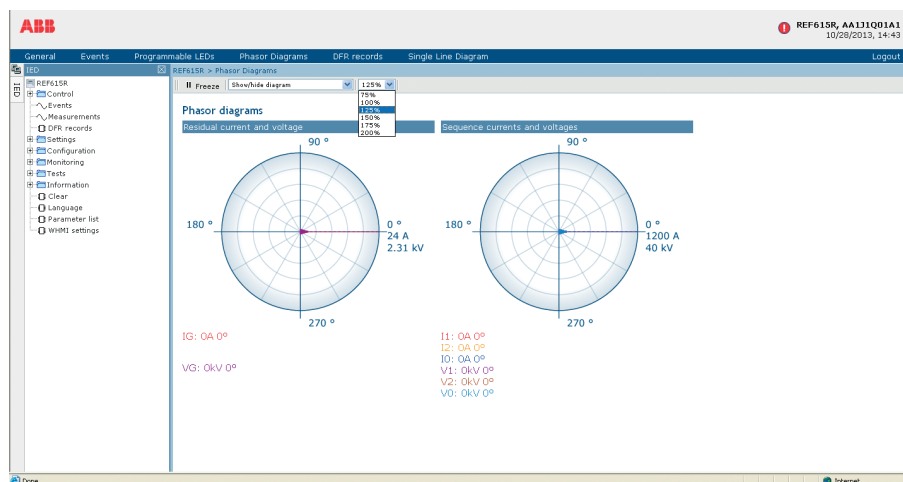 ABB
REF615R, AA1J1Q01A1
10/28/2013, 14:43
General Events Programmable LEDs Phasor Diagrams DFR records Single Line Diagram Logout
IED
IED
REF615R > Phasor Diagrams
REF615R
Control
Events
Measurements
DFR records
Settings
Configuration
Monitoring
Tests
Information
Clear
Language
Parameter list
WHMI settings
Freeze Show/hide diagram 125%
75%
100%
125%
150%
175%
200%
Phasor diagrams
Residual current and voltage
90 °
180 °
0 °
24 A
2.31 kV
270 °
IG: 0A 0°
VG: 0kV 0°
Sequence currents and voltages
90 °
180 °
0 °
1200 A
40 kV
270 °
I1: 0A 0°
I2: 0A 0°
I0: 0A 0°
V1: 0kV 0°
V2: 0kV 0°
V0: 0kV 0°
Done Internet